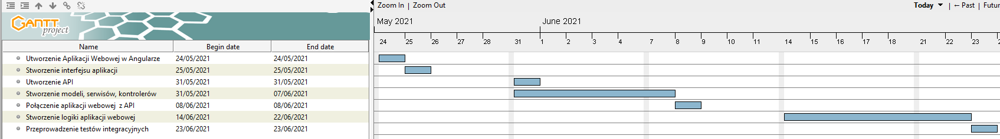 Zoom In | Zoom Out
Today ▼ | ← Past | Futur
GANTT project
May 2021
June 2021
24 25 26 27 28 31 1 2 3 4 7 8 9 10 11 14 15 16 17 18 21 22 23 2
Name Begin date End date
Utworzenie Aplikacji Webowej w Angularze 24/05/2021 24/05/2021
Stworzenie interfejsu aplikacji 25/05/2021 25/05/2021
Utworzenie API 31/05/2021 31/05/2021
Stworzenie modeli, serwisów, kontrolerów 31/05/2021 07/06/2021
Połączenie aplikacji webowej z API 08/06/2021 08/06/2021
Stworzenie logiki aplikacji webowej 14/06/2021 22/06/2021
Przeprowadzenie testów integracyjnych 23/06/2021 23/06/2021